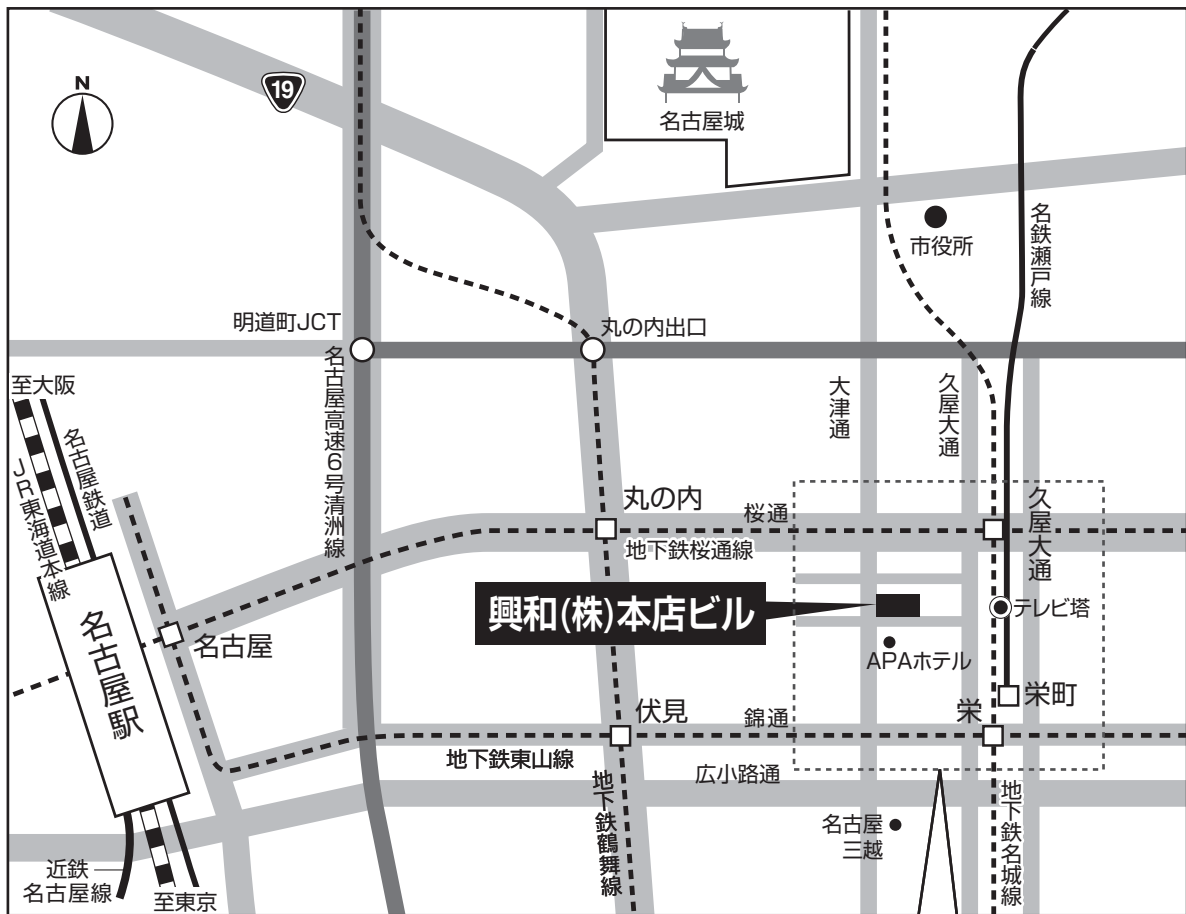 N
19
名古屋城
市役所
名鉄瀬戸線
明道町JCT
丸の内出口
名古屋高速6号清洲線
大津通
久屋大通
至大阪
名古屋鉄道
JR東海道本線
丸の内
桜通
地下鉄桜通線
久屋大通
興和(株)本店ビル
テレビ塔
APAホテル
名古屋
名古屋駅
伏見
錦通
栄
栄町
地下鉄東山線
広小路通
地下鉄鶴舞線
名古屋
三越
地下鉄名城線
近鉄
名古屋線
至東京